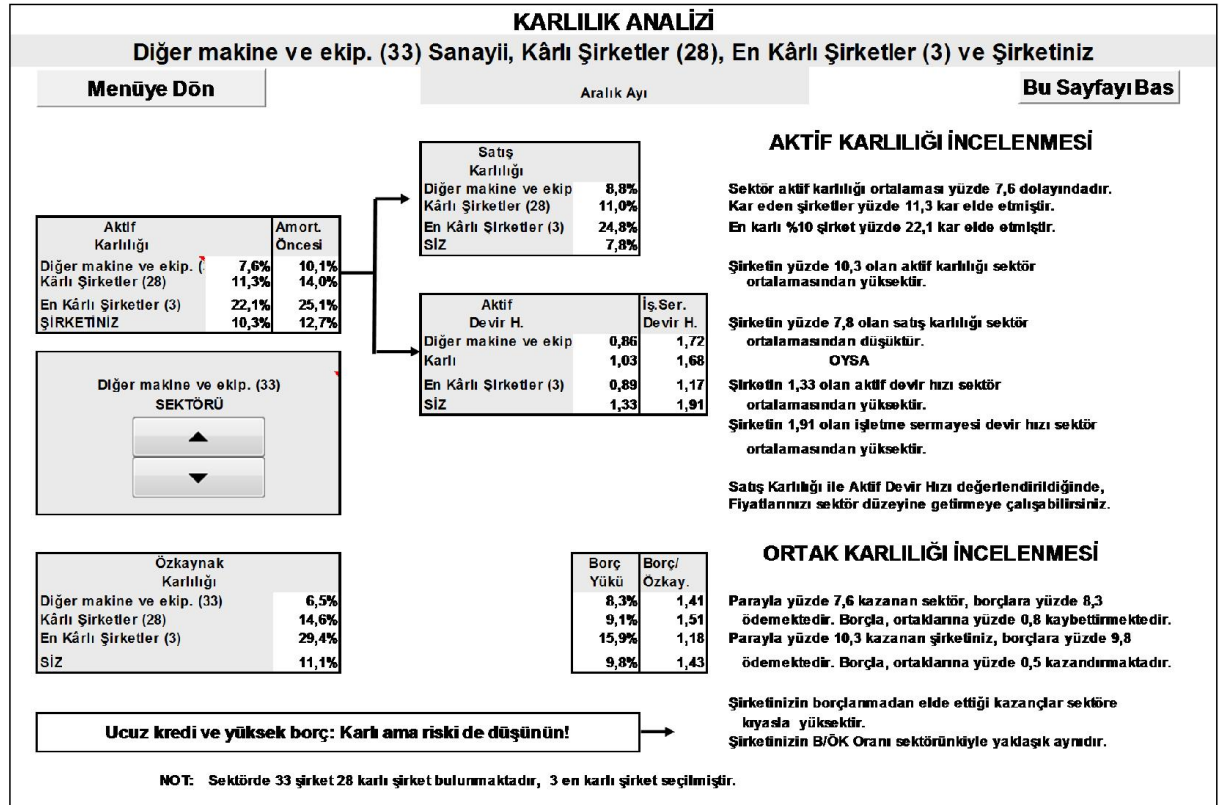 KARLILIK ANALİZİ
Diğer makine ve ekip. (33) Sanayii, Kârlı Şirketler (28), En Kârlı Şirketler (3) ve Şirketiniz
Menüye Dön
Aralık Ayı
Bu Sayfayı Bas
Aktif Karlılığı Amort. Öncesi
Diğer makine ve ekip. ( 7,6% 10,1%
Kârlı Şirketler (28) 11,3% 14,0%
En Kârlı Şirketler (3) 22,1% 25,1%
ŞİRKETİNİZ 10,3% 12,7%
Satış
Karlılığı
Diğer makine ve ekip 8,8%
Kârlı Şirketler (28) 11,0%
En Kârlı Şirketler (3) 24,8%
SİZ 7,8%
Aktif İş.Ser.
Devir H. Devir H.
Diğer makine ve ekip 0,86 1,72
Karlı 1,03 1,68
En Kârlı Şirketler (3) 0,89 1,17
SİZ 1,33 1,91
Diğer makine ve ekip. (33)
SEKTÖRÜ
AKTİF KARLILIĞI İNCELENMESİ
Sektör aktif karlılığı ortalaması yüzde 7,6 dolayındadır.
Kar eden şirketler yüzde 11,3 kar elde etmiştir.
En karlı %10 şirket yüzde 22,1 kar elde etmiştir.
Şirketin yüzde 10,3 olan aktif karlılığı sektör
ortalamasından yüksektir.
Şirketin yüzde 7,8 olan satış karlılığı sektör
ortalamasından düşüktür.
OYSA
Şirketin 1,33 olan aktif devir hızı sektör
ortalamasından yüksektir.
Şirketin 1,91 olan işletme sermayesi devir hızı sektör
ortalamasından yüksektir.
Satış Karlılığı ile Aktif Devir Hızı değerlendirildiğinde,
Fiyatlarınızı sektör düzeyine getirmeye çalışabilirsiniz.
Özkaynak
Karlılığı
Diğer makine ve ekip. (33) 6,5%
Kârlı Şirketler (28) 14,6%
En Kârlı Şirketler (3) 29,4%
SİZ 11,1%
Borç Borç/
Yükü Özkay.
8,3% 1,41
9,1% 1,51
15,9% 1,18
9,8% 1,43
ORTAK KARLILIĞI İNCELENMESİ
Parayla yüzde 7,6 kazanan sektör, borçlara yüzde 8,3
ödemektedir. Borçla, ortaklarına yüzde 0,8 kaybettirmektedir.
Parayla yüzde 10,3 kazanan şirketiniz, borçlara yüzde 9,8
ödemektedir. Borçla, ortaklarına yüzde 0,5 kazandırmaktadır.
Şirketinizin borçlanmadan elde ettiği kazançlar sektöre
kıyasla yüksektir.
Şirketinizin B/ÖK Oranı sektörünkiyle yaklaşık aynıdır.
Ucuz kredi ve yüksek borç: Karlı ama riski de düşünün!
NOT: Sektörde 33 şirket 28 karlı şirket bulunmaktadır, 3 en karlı şirket seçilmiştir.